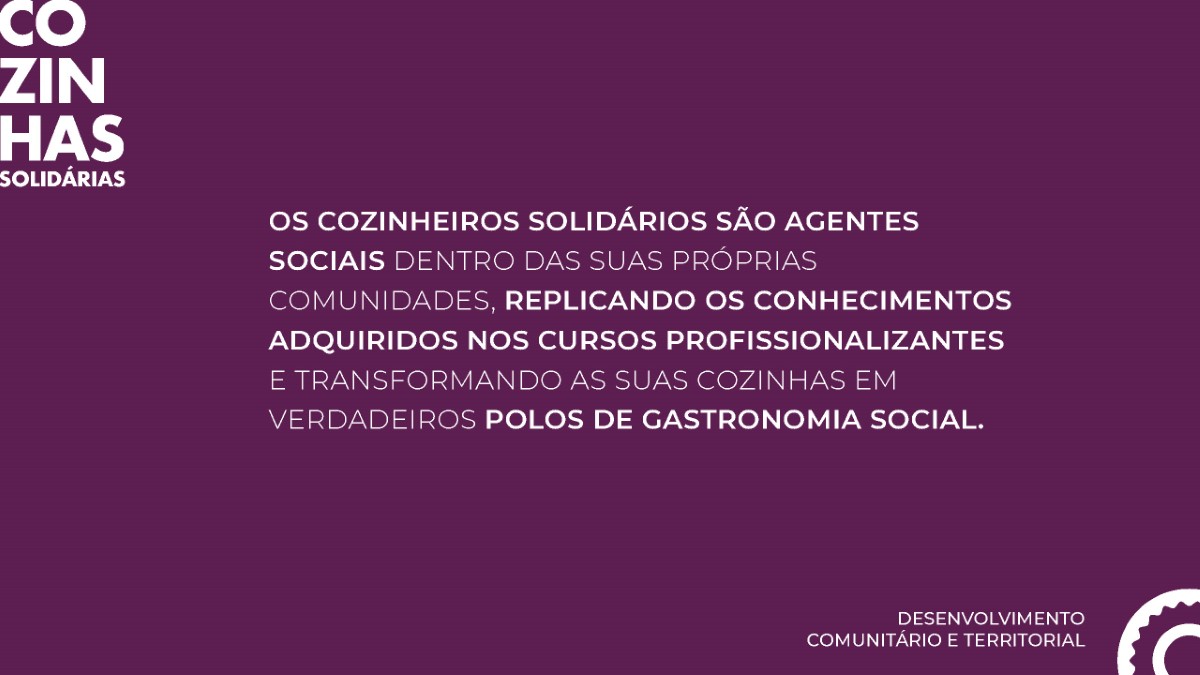 CO
ZIN
HAS
SOLIDÁRIAS
OS COZINHEIROS SOLIDÁRIOS SÃO AGENTES
SOCIAIS DENTRO DAS SUAS PRÓPRIAS
COMUNIDADES, REPLICANDO OS CONHECIMENTOS
ADQUIRIDOS NOS CURSOS PROFISSIONALIZANTES
E TRANSFORMANDO AS SUAS COZINHAS EM
VERDADEIROS POLOS DE GASTRONOMIA SOCIAL.
DESENVOLVIMENTO
COMUNITÁRIO E TERRITORIAL